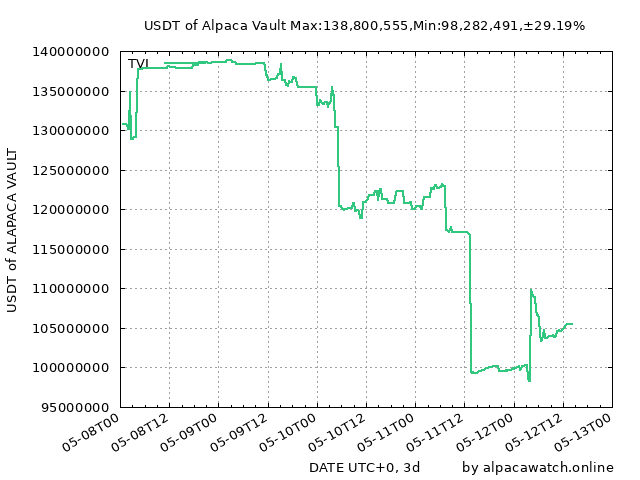 USDT of Alpaca Vault Max:138,800,555,Min:98,282,491,±29.19%
TVL
USDT of ALAPACA VAULT
140000000
135000000
130000000
125000000
120000000
115000000
110000000
105000000
100000000
95000000
05-08T00
05-08T12
05-09T00
05-09T12
05-10T00
05-10T12
05-11T00
05-11T12
05-12T00
05-12T12
05-13T00
DATE UTC+0, 3d
by alpacawatch.online